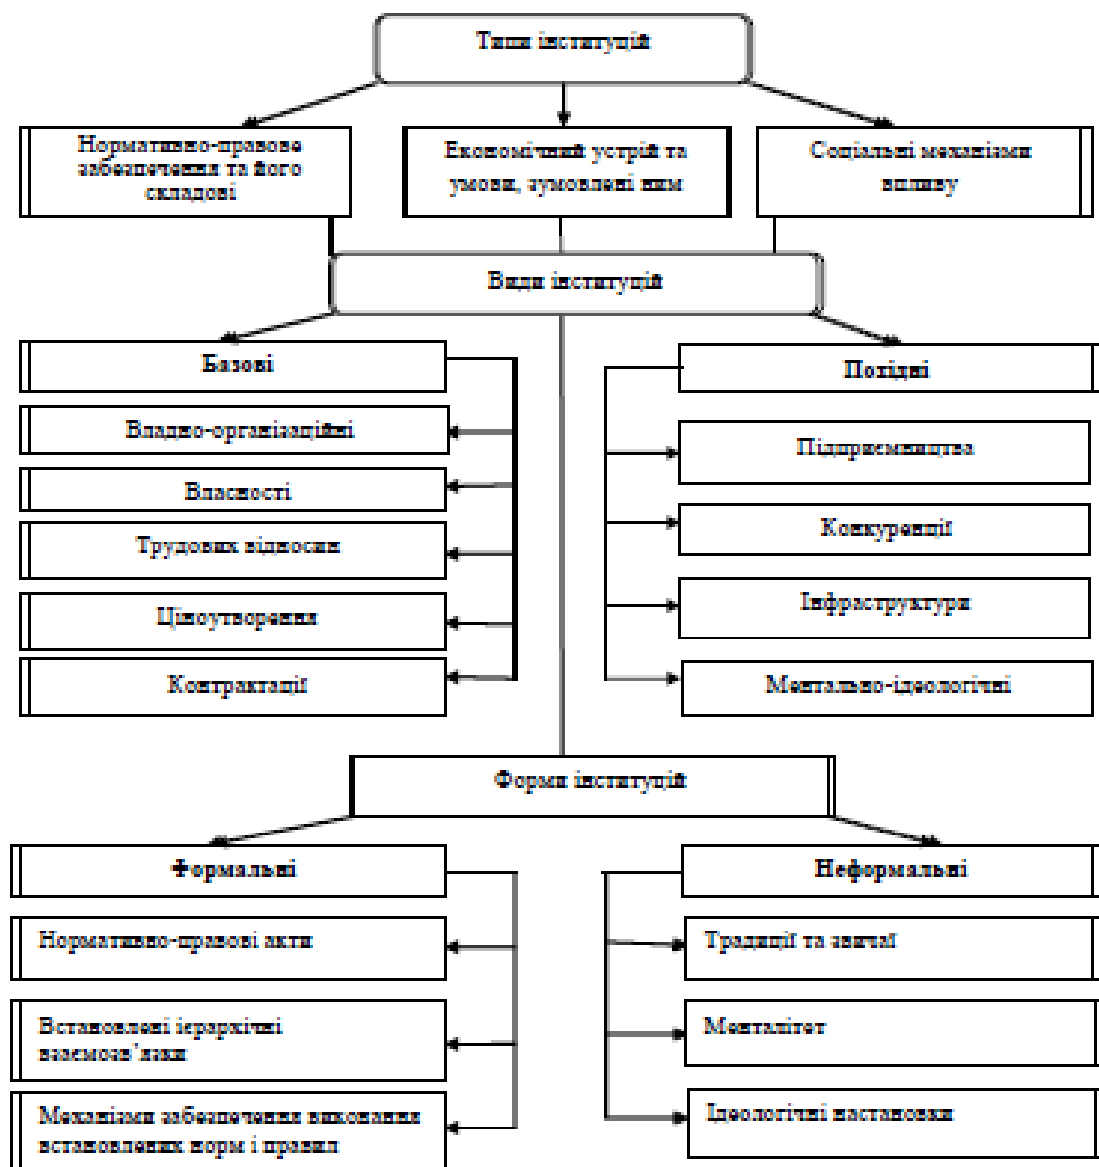 Типи інституцій
Нормативно-правове
забезпечення та його
складові
Економічний устрій та
умови, зумовлені ним
Соціальні механізми
впливу
Види інституцій
Базові
Владно-організаційні
Власності
Трудових відносин
Ціноутворення
Контрактації
Похідні
Підприємництва
Конкуренції
Інфраструктури
Ментально-ідеологічні
Форми інституцій
Формальні
Нормативно-правові акти
Встановлені ієрархічні
взаємозв’язки
Механізми забезпечення виконання
встановлених норм і правил
Неформальні
Традиції та звичаї
Менталітет
Ідеологічні настановки